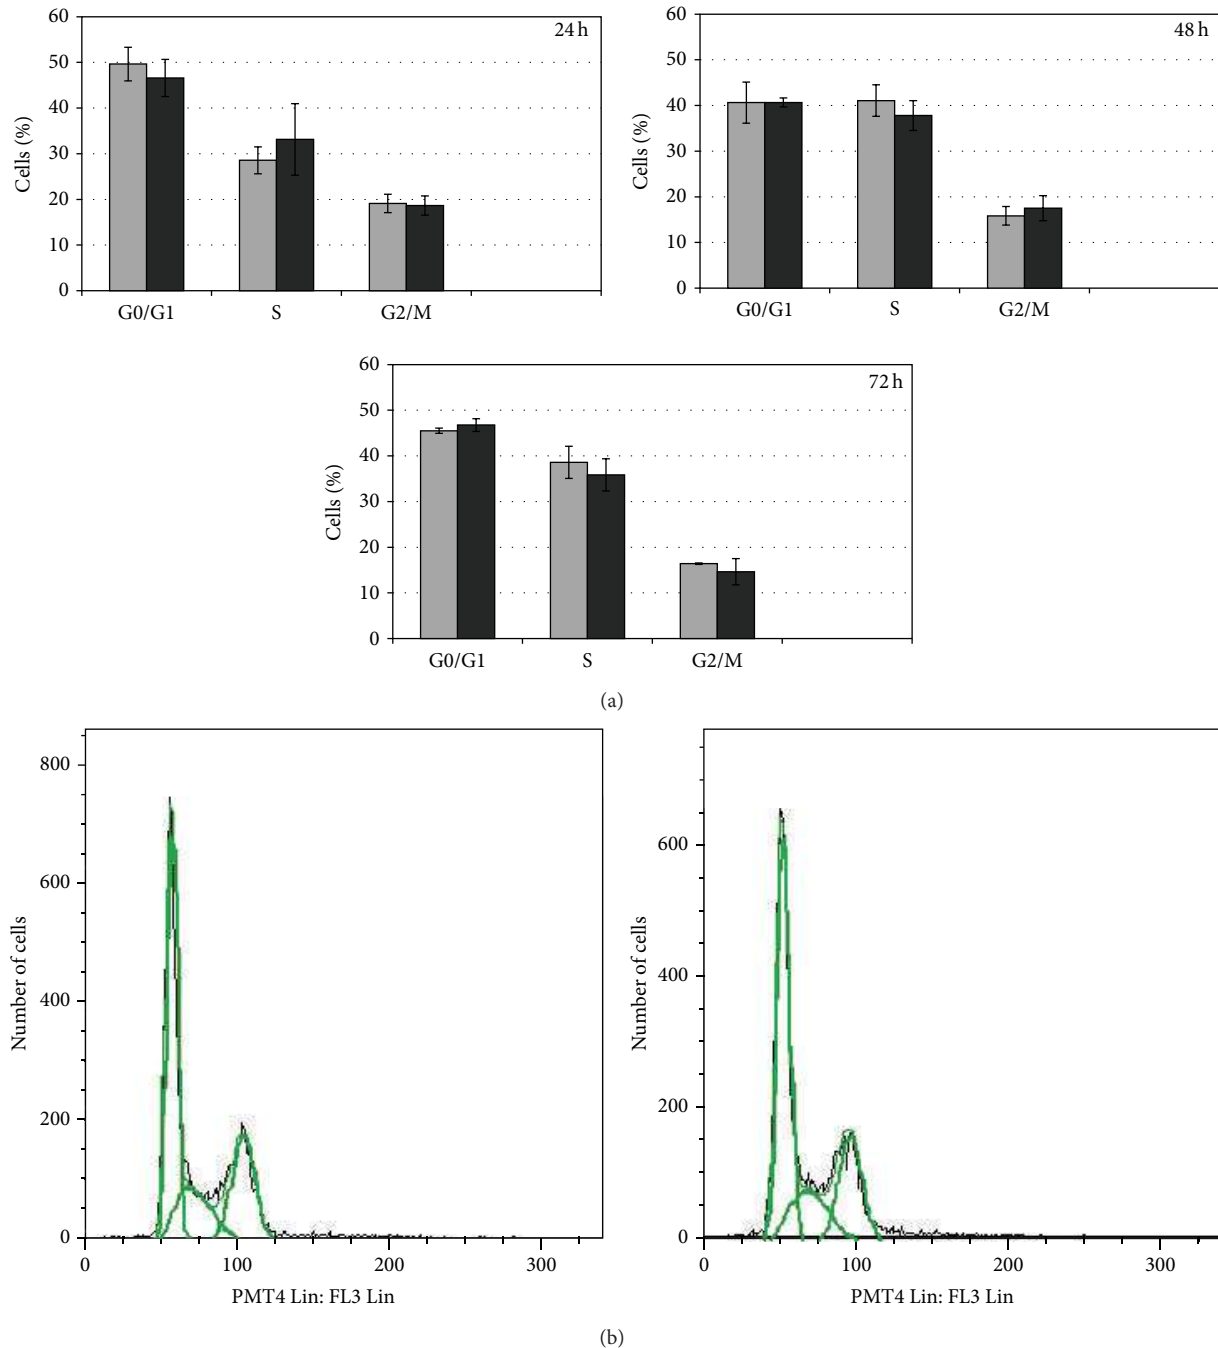 60
50
40
30
20
10
0
Cells (%)
24 h
G0/G1 S G2/M
60
50
40
30
20
10
0
Cells (%)
48 h
G0/G1 S G2/M
60
50
40
30
20
10
0
Cells (%)
72 h
G0/G1 S G2/M
(a)
800
600
400
200
0
Number of cells
0 100 200 300
PMT4 Lin: FL3 Lin
600
400
200
0
Number of cells
0 100 200 300
PMT4 Lin: FL3 Lin
(b)